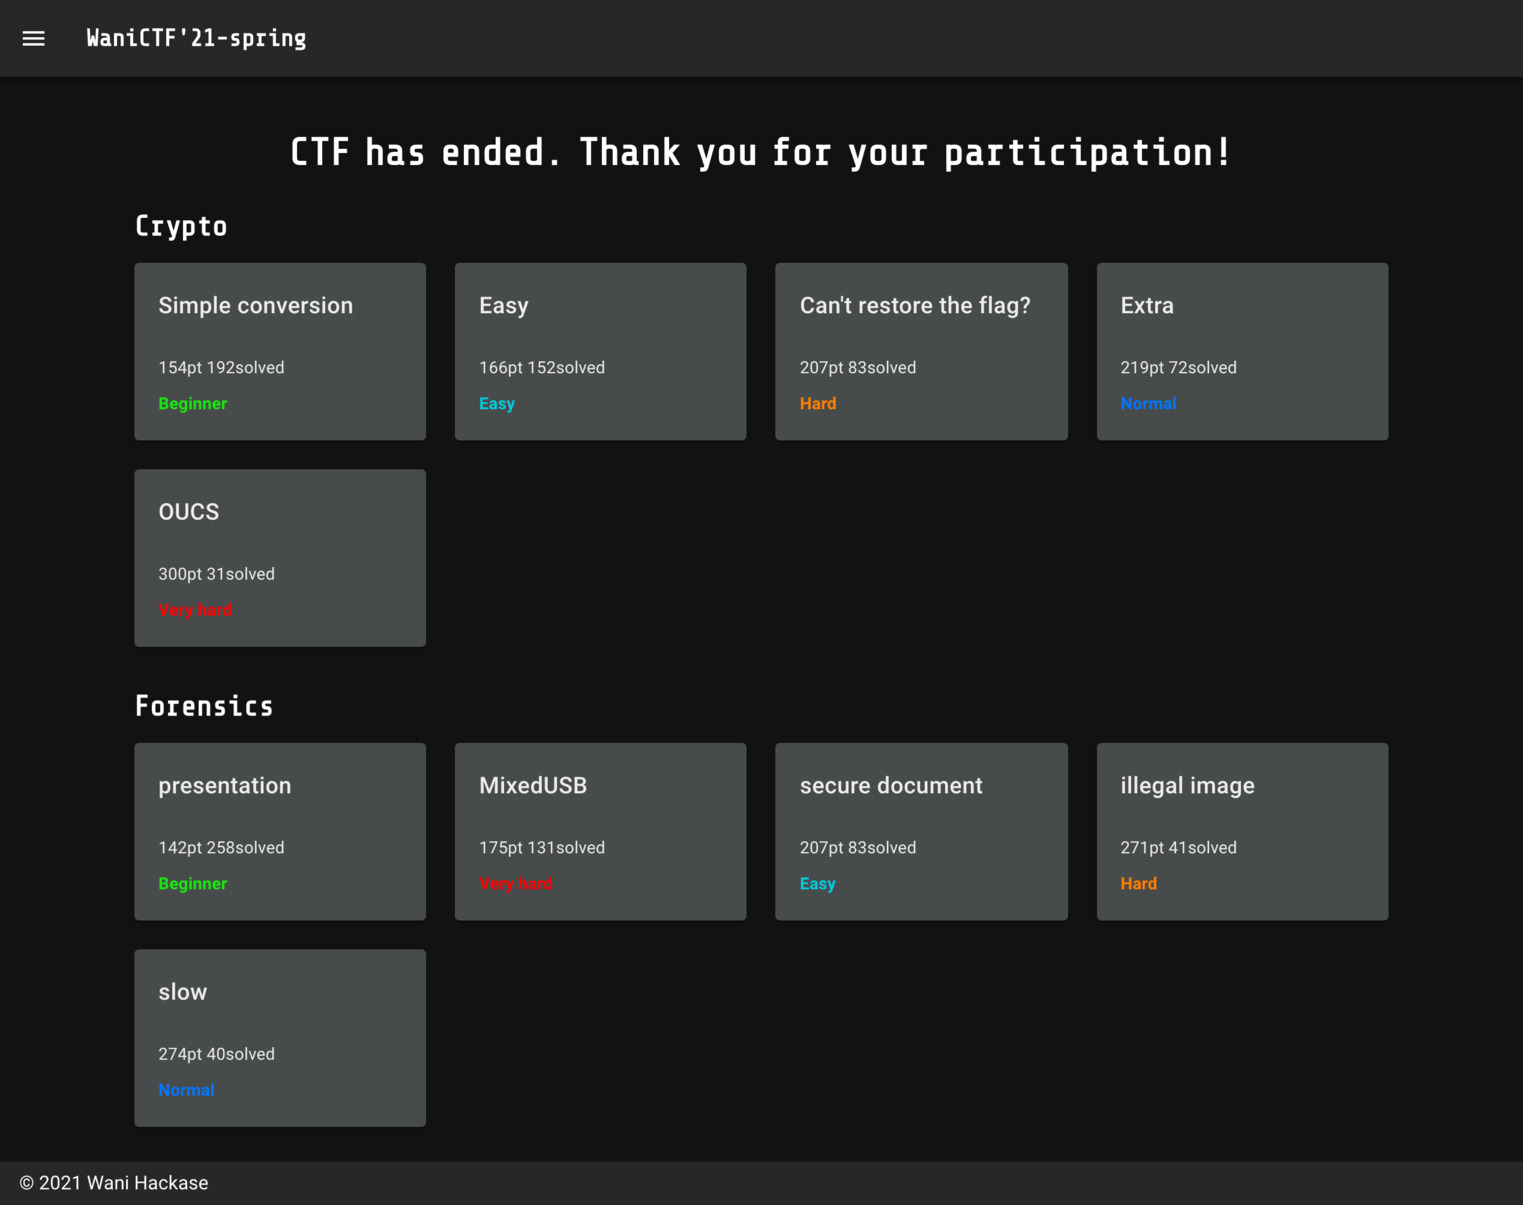 WaniCTF'21-spring
CTF has ended. Thank you for your participation!
Crypto
Simple conversion
154pt 192solved
Beginner
Easy
166pt 152solved
Easy
Can't restore the flag?
207pt 83solved
Hard
Extra
219pt 72solved
Normal
OUCS
300pt 31solved
Very hard
Forensics
presentation
142pt 258solved
Beginner
MixedUSB
175pt 131solved
Very hard
secure document
207pt 83solved
Easy
illegal image
271pt 41solved
Hard
slow
274pt 40solved
Normal
© 2021 Wani Hackase